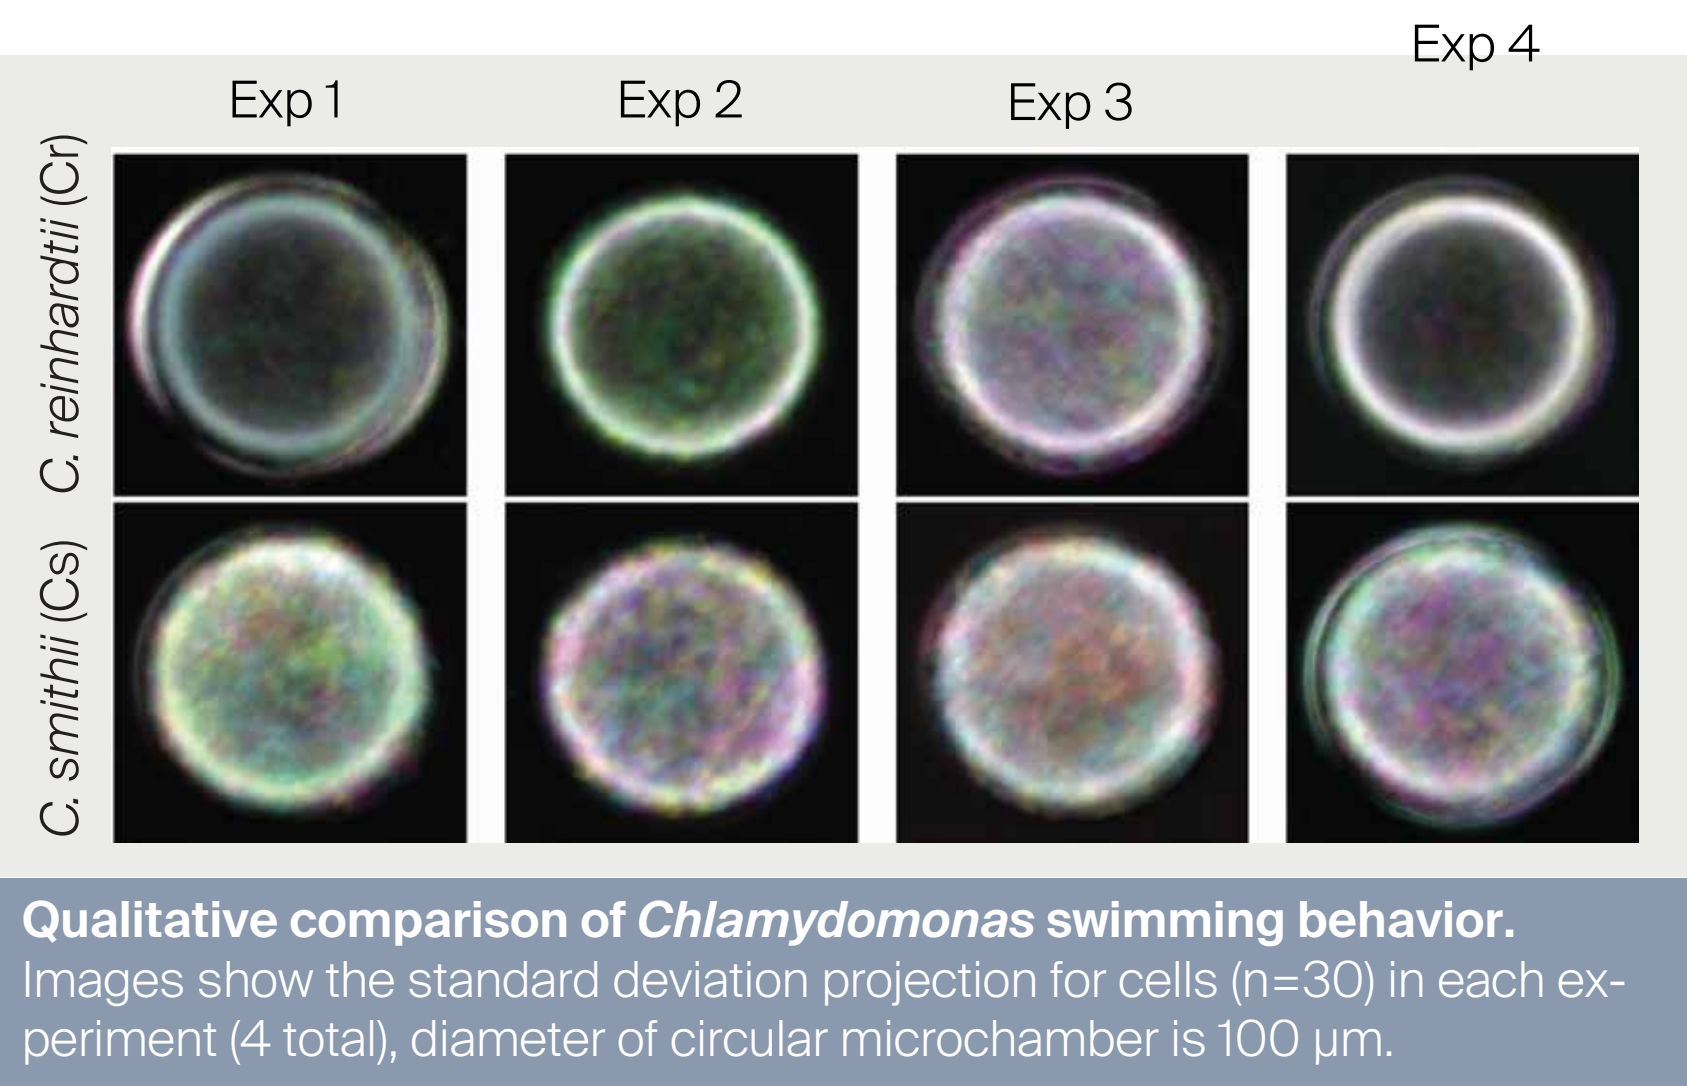 Exp 4
Exp 1
Exp 2
Exp 3
C. reinhardtii (Cr)
C. smithii (Cs)
Qualitative comparison of Chlamydomonas swimming behavior.
Images show the standard deviation projection for cells (n=30) in each ex-
periment (4 total), diameter of circular microchamber is 100 μm.